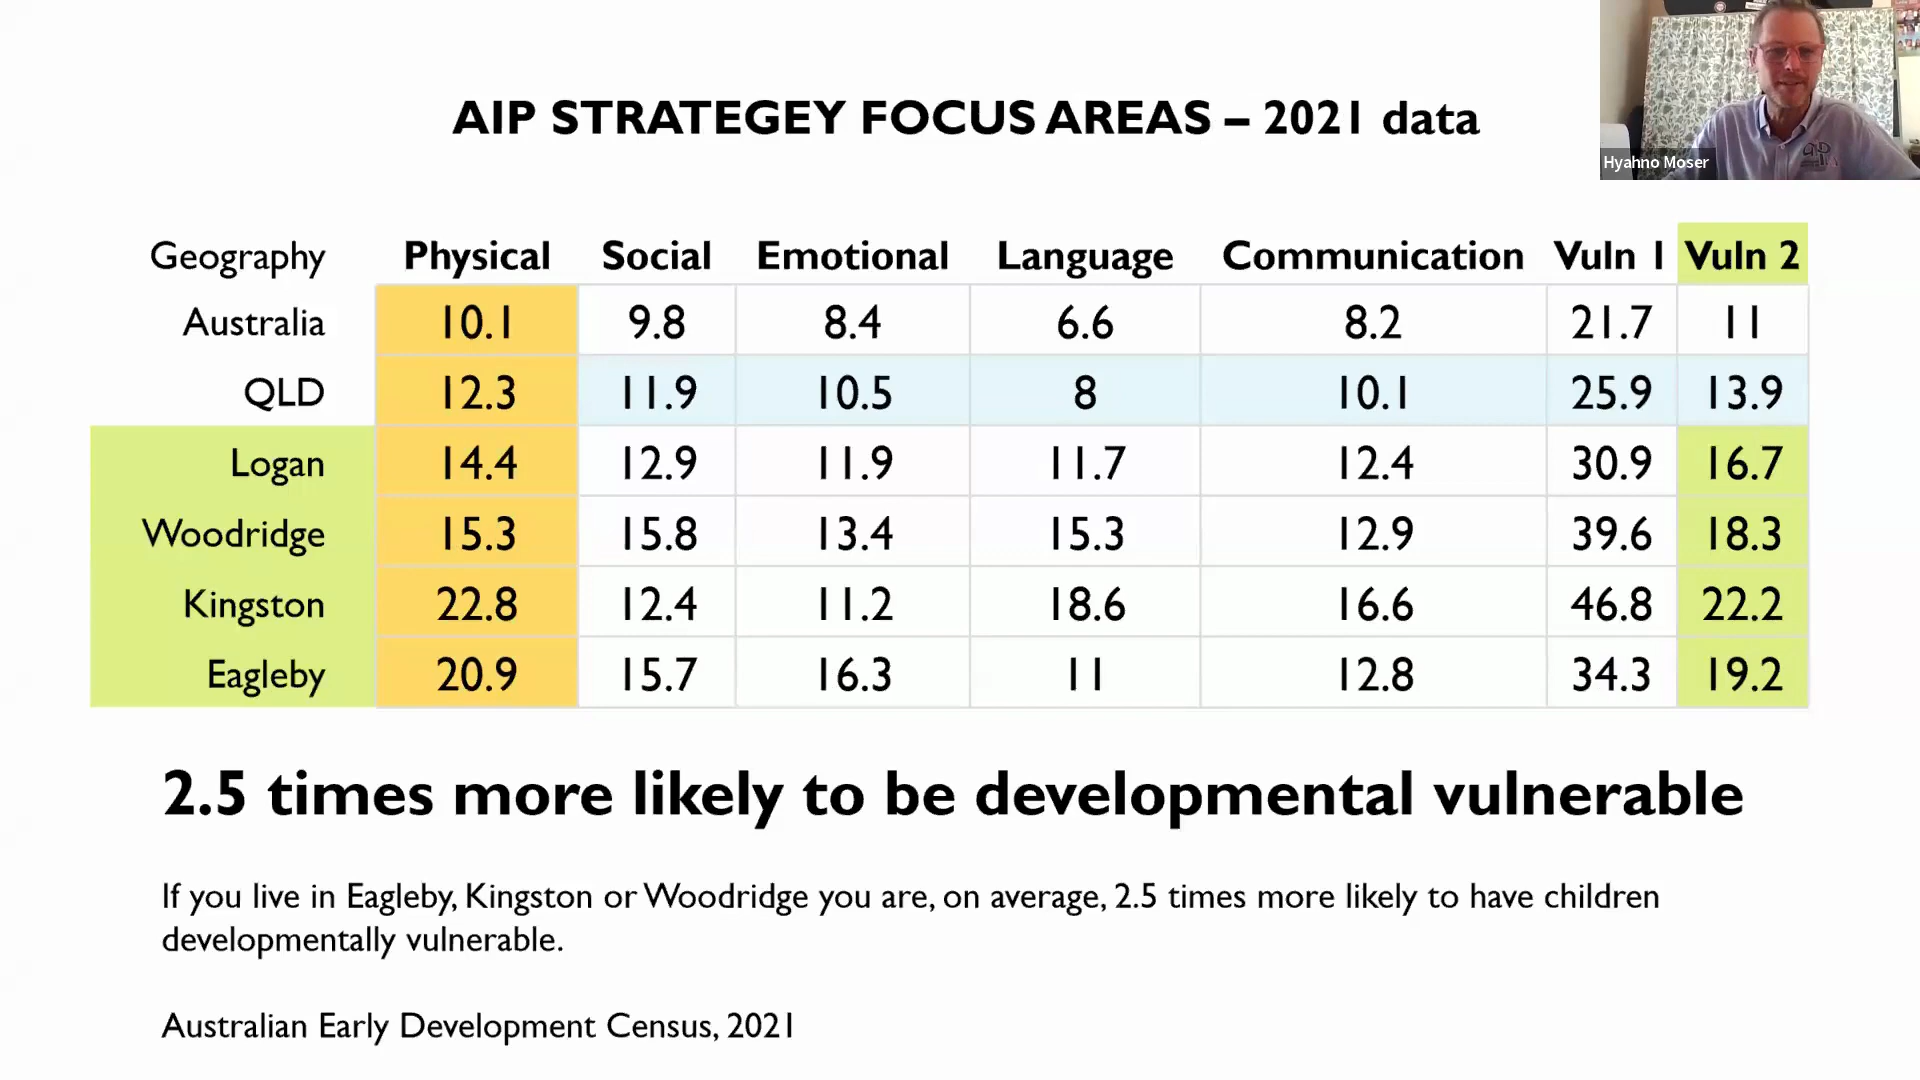 AIP STRATEGEY FOCUS AREAS – 2021 data
Hyahno Moser
Geography Physical Social Emotional Language Communication Vuln 1 Vuln 2
Australia 10.1 9.8 8.4 6.6 8.2 21.7 11
QLD 12.3 11.9 10.5 8 10.1 25.9 13.9
Logan 14.4 12.9 11.9 11.7 12.4 30.9 16.7
Woodridge 15.3 15.8 13.4 15.3 12.9 39.6 18.3
Kingston 22.8 12.4 11.2 18.6 16.6 46.8 22.2
Eagleby 20.9 15.7 16.3 11 12.8 34.3 19.2
2.5 times more likely to be developmental vulnerable
If you live in Eagleby, Kingston or Woodridge you are, on average, 2.5 times more likely to have children
developmentally vulnerable.
Australian Early Development Census, 2021